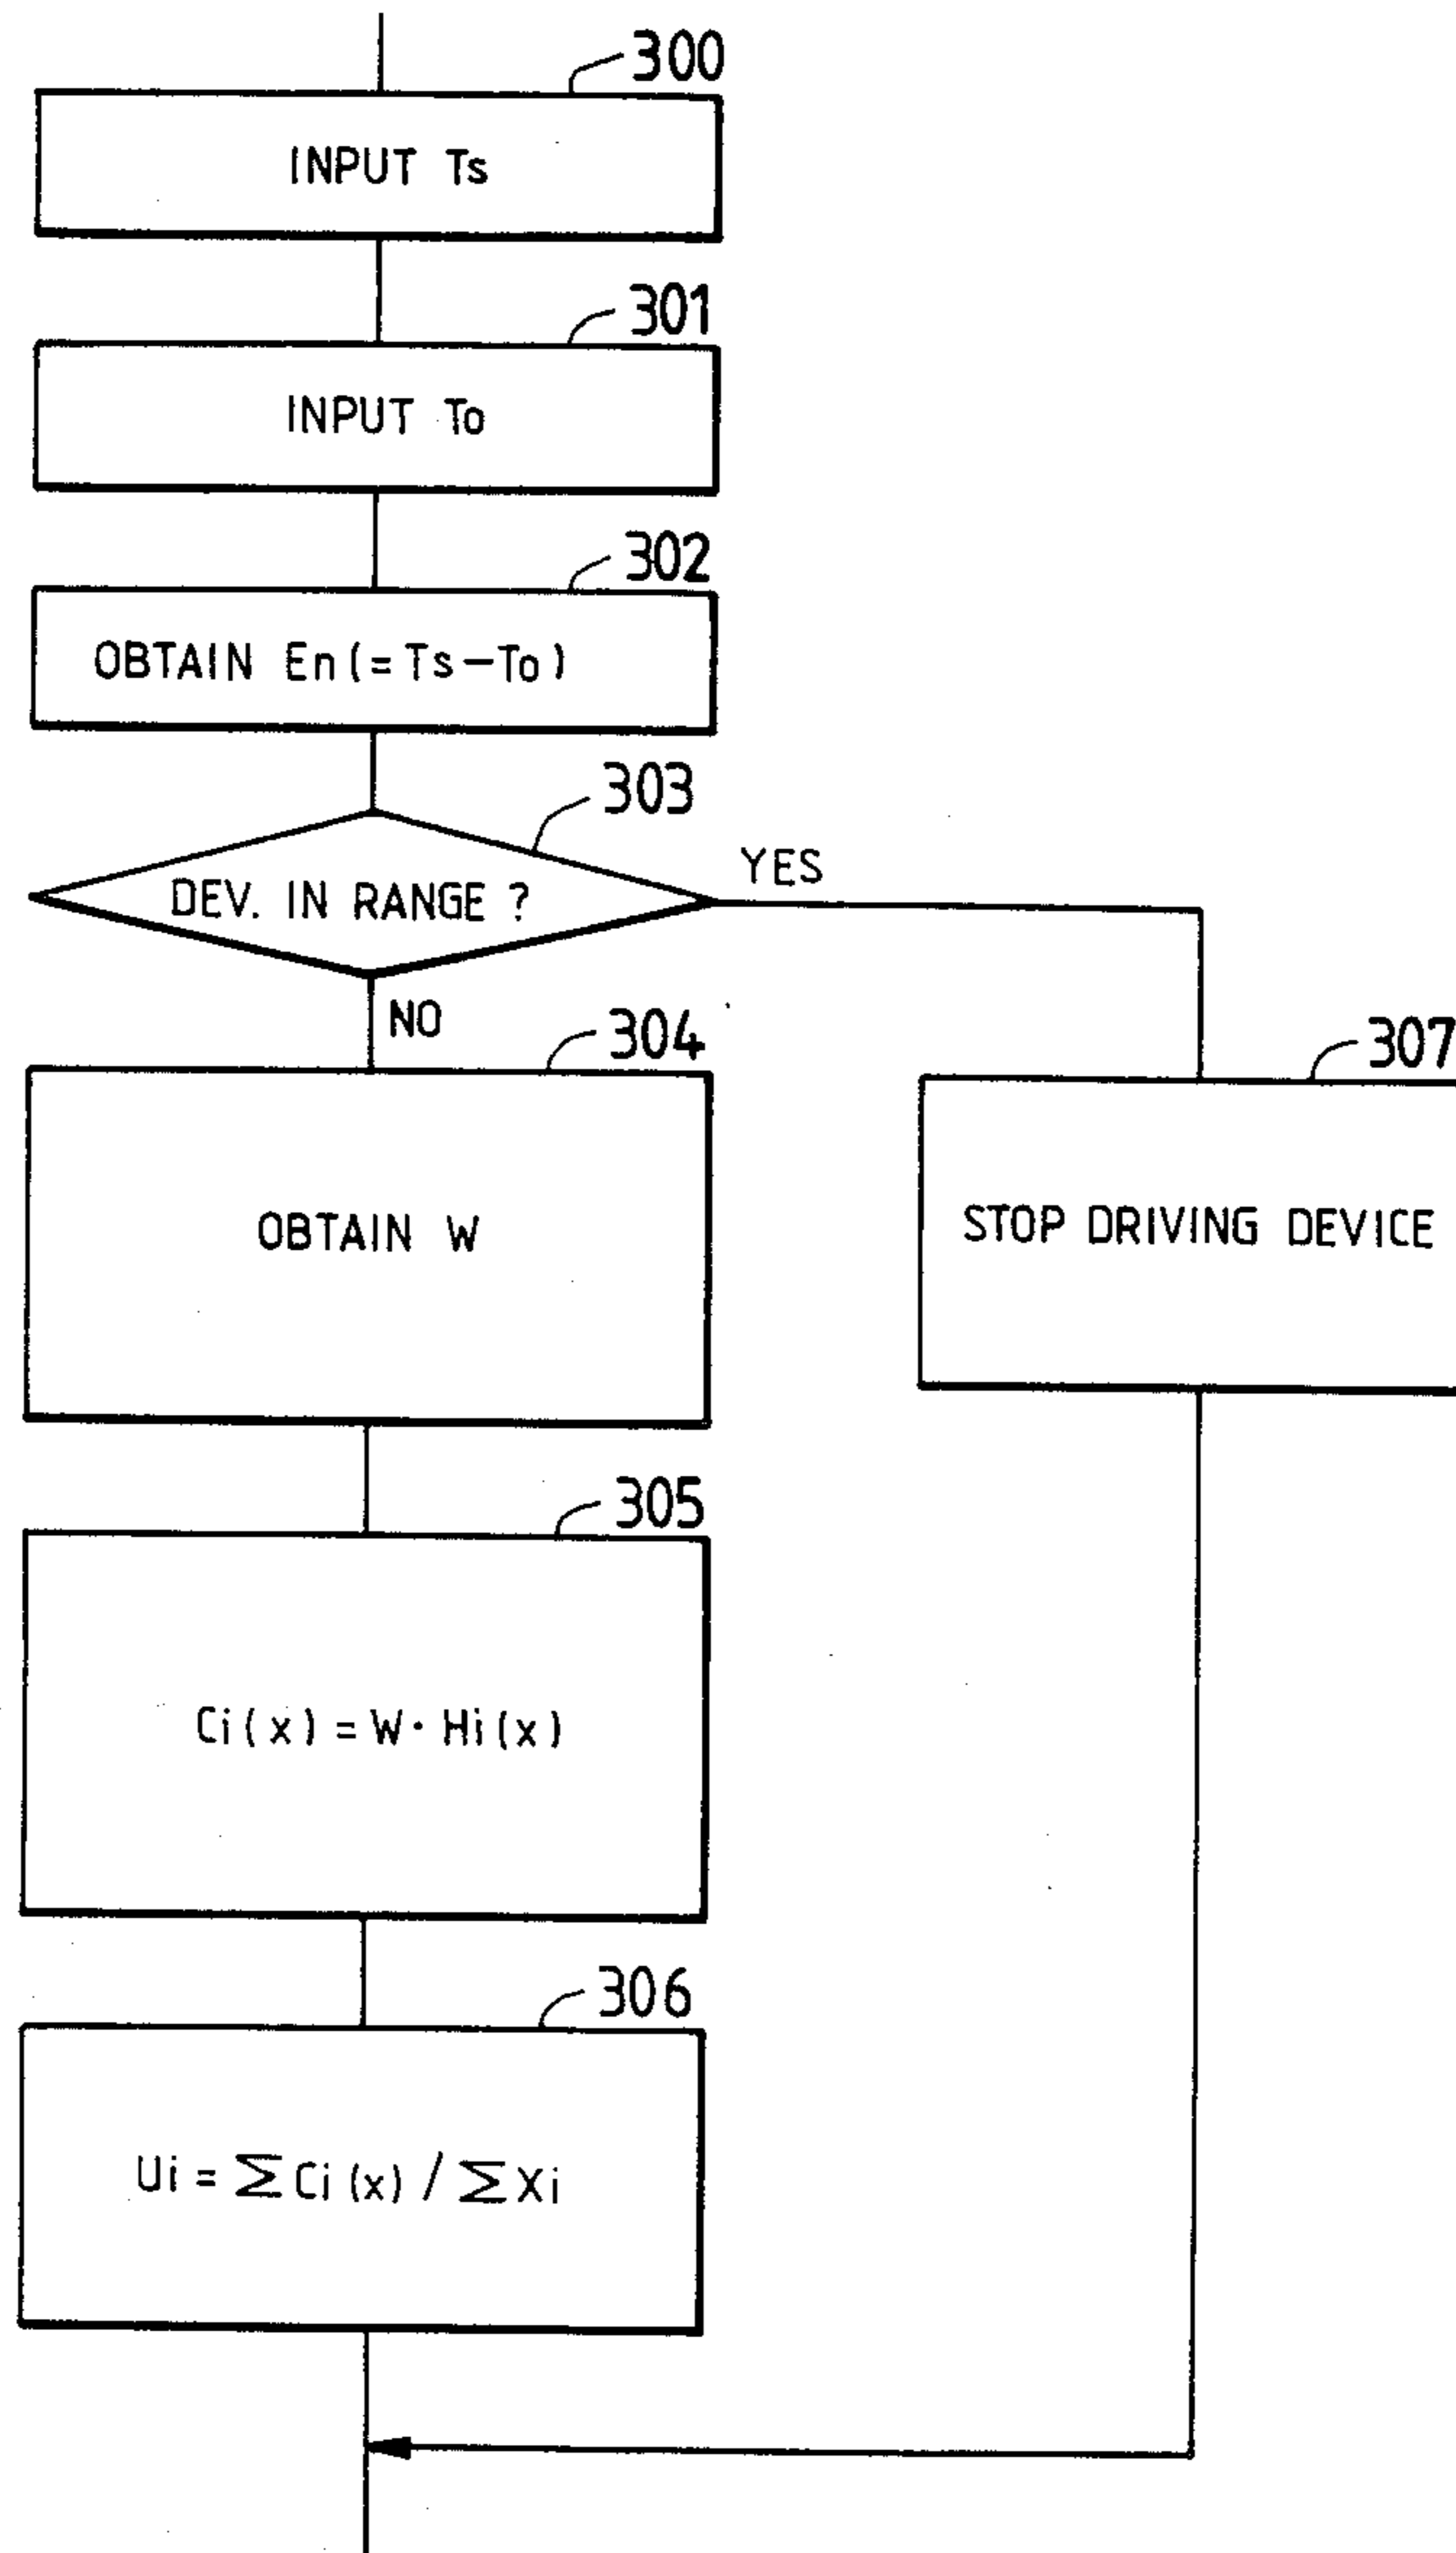 300
INPUT Ts
301
INPUT To
302
OBTAIN En (= Ts – To)
303
DEV. IN RANGE ?
YES
NO
304
OBTAIN W
307
STOP DRIVING DEVICE
305
Ci (x) = W · Hi (x)
306
Ui = Σ Ci (x) / Σ Xi